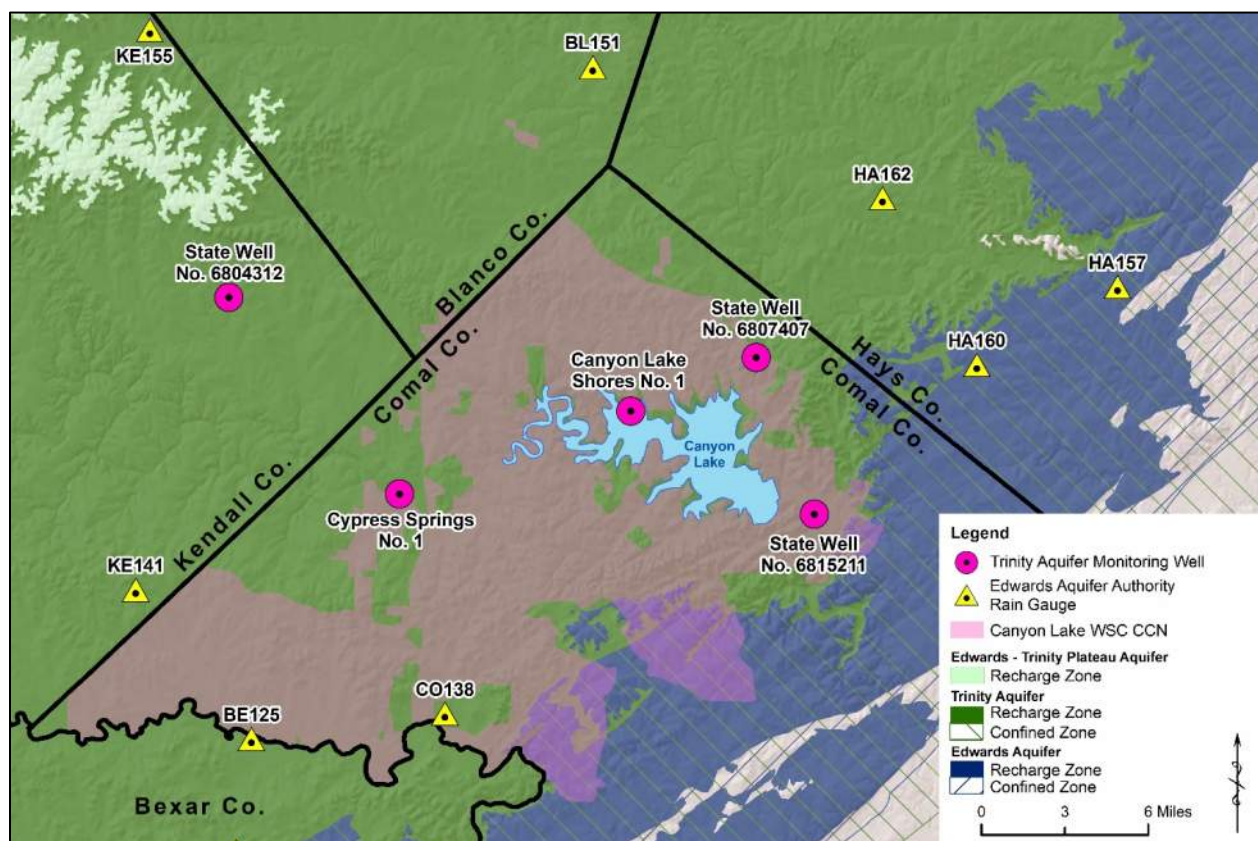 KE155
BL151
HA162
State Well
No. 6804312
Blanco Co.
HA157
State Well
No. 6807407
Comal Co.
Hays Co.
HA160
Canyon Lake
Shores No. 1
Comal Co.
Canyon
Lake
Kendall Co.
Cypress Springs
No. 1
State Well
No. 6815211
KE141
CO138
BE125
Bexar Co.
Legend
Trinity Aquifer Monitoring Well
Edwards Aquifer Authority
Rain Gauge
Canyon Lake WSC CCN
Edwards - Trinity Plateau Aquifer
Recharge Zone
Trinity Aquifer
Recharge Zone
Confined Zone
Edwards Aquifer
Recharge Zone
Confined Zone
0 3 6 Miles